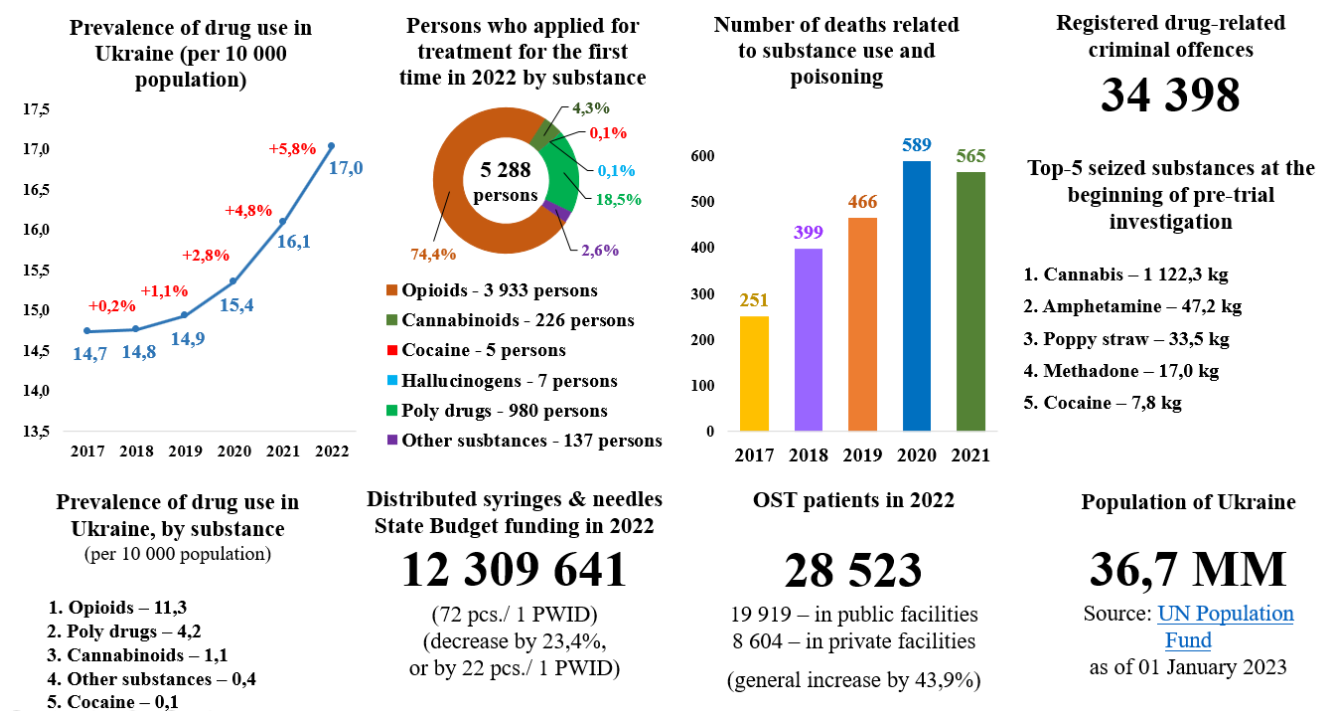 Prevalence of drug use in
Ukraine (per 10 000
population)
17,5
17,0
16,5
16,0
15,5
15,0
14,5
14,0
13,5
+0,2%
+1,1%
+2,8%
+4,8%
+5,8%
14,7
14,8
14,9
15,4
16,1
17,0
2017 2018 2019 2020 2021 2022
Persons who applied for
treatment for the first
time in 2022 by substance
4,3%
0,1%
0,1%
18,5%
2,6%
74,4%
5 288
persons
Opioids - 3 933 persons
Cannabinoids - 226 persons
Cocaine - 5 persons
Hallucinogens - 7 persons
Poly drugs - 980 persons
Other susbtances - 137 persons
Number of deaths related
to substance use and
poisoning
600
500
400
300
200
100
0
251
399
466
589
565
2017 2018 2019 2020 2021
Registered drug-related
criminal offences
34 398
Top-5 seized substances at the
beginning of pre-trial
investigation
1. Cannabis – 1 122,3 kg
2. Amphetamine – 47,2 kg
3. Poppy straw – 33,5 kg
4. Methadone – 17,0 kg
5. Cocaine – 7,8 kg
Prevalence of drug use in
Ukraine, by substance
(per 10 000 population)
1. Opioids – 11,3
2. Poly drugs – 4,2
3. Cannabinoids – 1,1
4. Other substances – 0,4
5. Cocaine – 0,1
Distributed syringes & needles
State Budget funding in 2022
12 309 641
(72 pcs./ 1 PWID)
(decrease by 23,4%,
or by 22 pcs./ 1 PWID)
OST patients in 2022
28 523
19 919 – in public facilities
8 604 – in private facilities
(general increase by 43,9%)
Population of Ukraine
36,7 MM
Source: UN Population
Fund
as of 01 January 2023